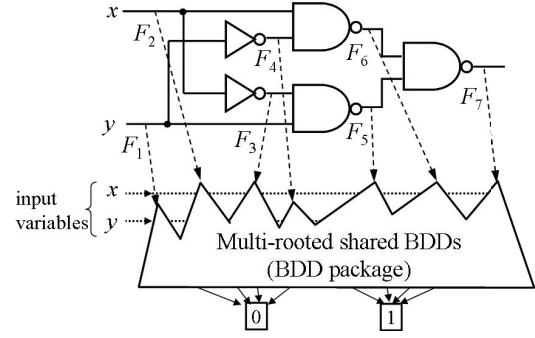 x
F2
F4
F6
F7
y
F1
F3
F5
input
variables
x
y
Multi-rooted shared BDDs
(BDD package)
0
1